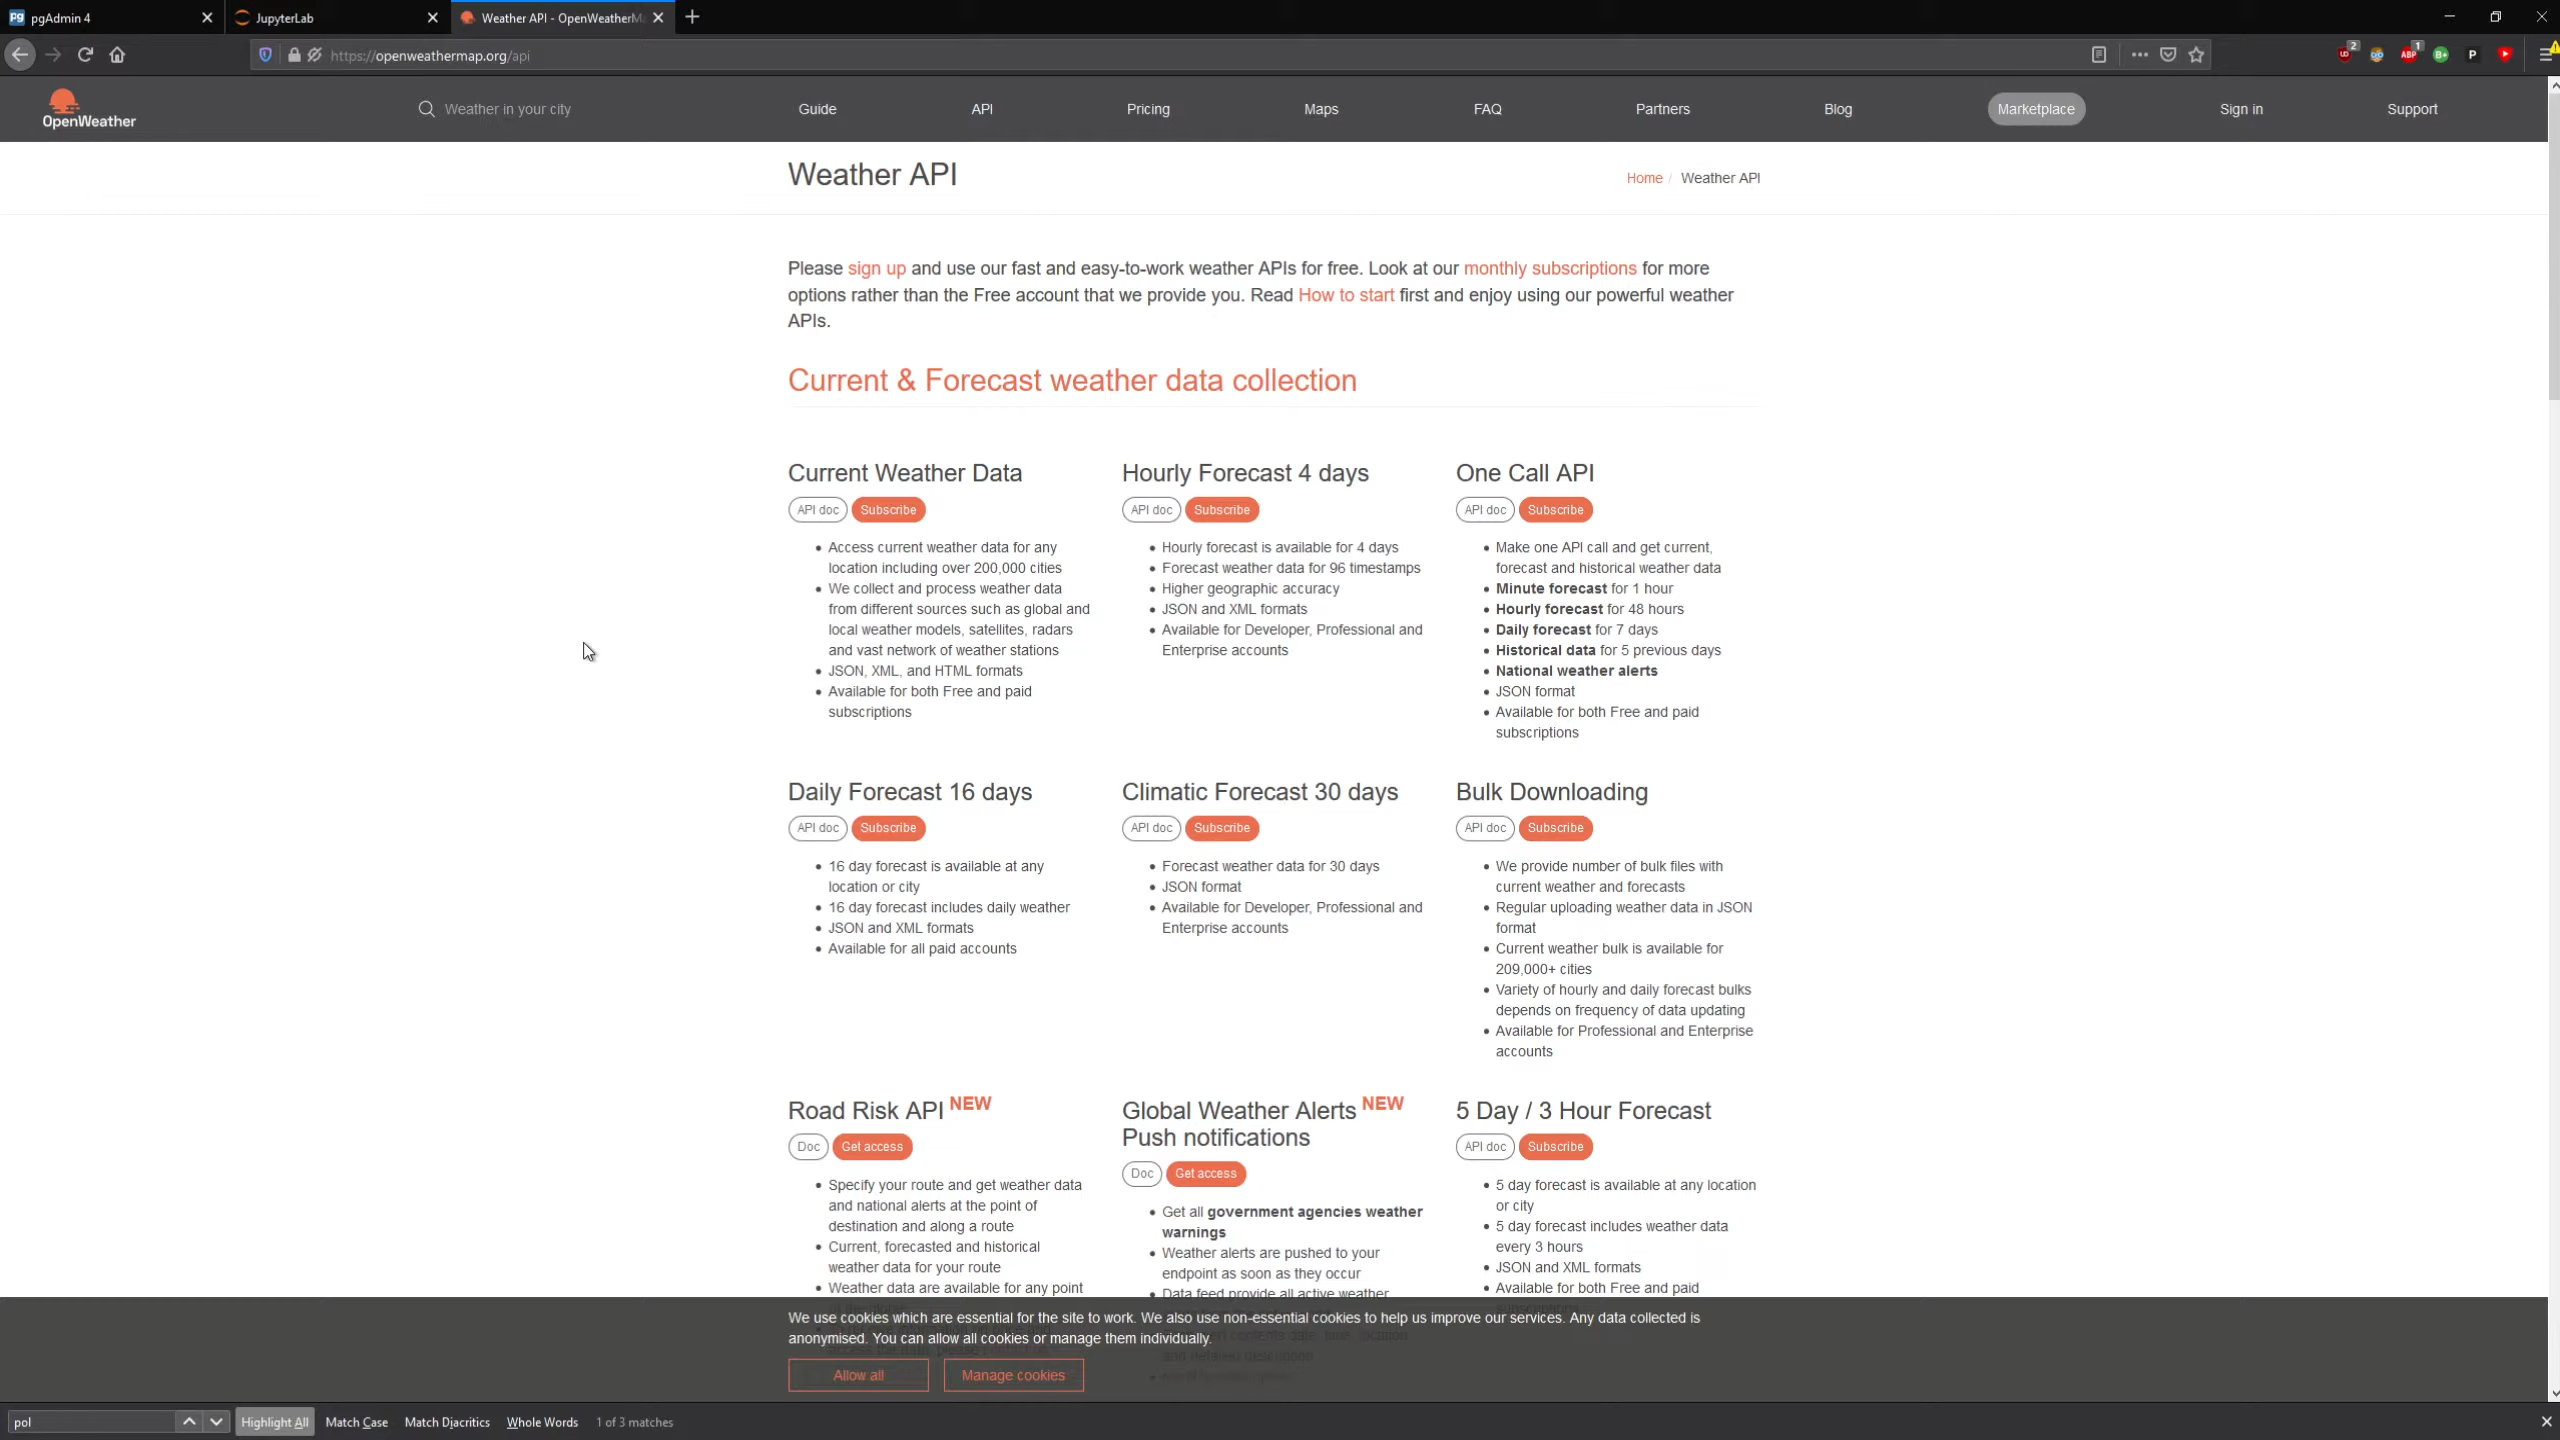 pgAdmin 4
JupyterLab
Weather API - OpenWeatherM
https://openweathermap.org/api
OpenWeather
Weather in your city
Guide
API
Pricing
Maps
FAQ
Partners
Blog
Marketplace
Sign in
Support
Weather API
Home / Weather API
Please sign up and use our fast and easy-to-work weather APIs for free. Look at our monthly subscriptions for more
options rather than the Free account that we provide you. Read How to start first and enjoy using our powerful weather
APIs.
Current & Forecast weather data collection
Current Weather Data
API doc Subscribe
• Access current weather data for any
location including over 200,000 cities
• We collect and process weather data
from different sources such as global and
local weather models, satellites, radars
and vast network of weather stations
• JSON, XML, and HTML formats
• Available for both Free and paid
subscriptions
Hourly Forecast 4 days
API doc Subscribe
• Hourly forecast is available for 4 days
• Forecast weather data for 96 timestamps
• Higher geographic accuracy
• JSON and XML formats
• Available for Developer, Professional and
Enterprise accounts
One Call API
API doc Subscribe
• Make one API call and get current,
forecast and historical weather data
• Minute forecast for 1 hour
• Hourly forecast for 48 hours
• Daily forecast for 7 days
• Historical data for 5 previous days
• National weather alerts
• JSON format
• Available for both Free and paid
subscriptions
Daily Forecast 16 days
API doc Subscribe
• 16 day forecast is available at any
location or city
• 16 day forecast includes daily weather
• JSON and XML formats
• Available for all paid accounts
Climatic Forecast 30 days
API doc Subscribe
• Forecast weather data for 30 days
• JSON format
• Available for Developer, Professional and
Enterprise accounts
Bulk Downloading
API doc Subscribe
• We provide number of bulk files with
current weather and forecasts
• Regular uploading weather data in JSON
format
• Current weather bulk is available for
209,000+ cities
• Variety of hourly and daily forecast bulks
depends on frequency of data updating
• Available for Professional and Enterprise
accounts
Road Risk API NEW
Doc Get access
• Specify your route and get weather data
and national alerts at the point of
destination and along a route
• Current, forecasted and historical
weather data for your route
• Weather data are available for any point
Global Weather Alerts NEW
Push notifications
Doc Get access
• Get all government agencies weather
warnings
• Weather alerts are pushed to your
endpoint as soon as they occur
• Data feed provide all active weather
5 Day / 3 Hour Forecast
API doc Subscribe
• 5 day forecast is available at any location
or city
• 5 day forecast includes weather data
every 3 hours
• JSON and XML formats
• Available for both Free and paid
We use cookies which are essential for the site to work. We also use non-essential cookies to help us improve our services. Any data collected is
anonymised. You can allow all cookies or manage them individually.
Allow all
Manage cookies
pol
Highlight All
Match Case
Match Diacritics
Whole Words
1 of 3 matches